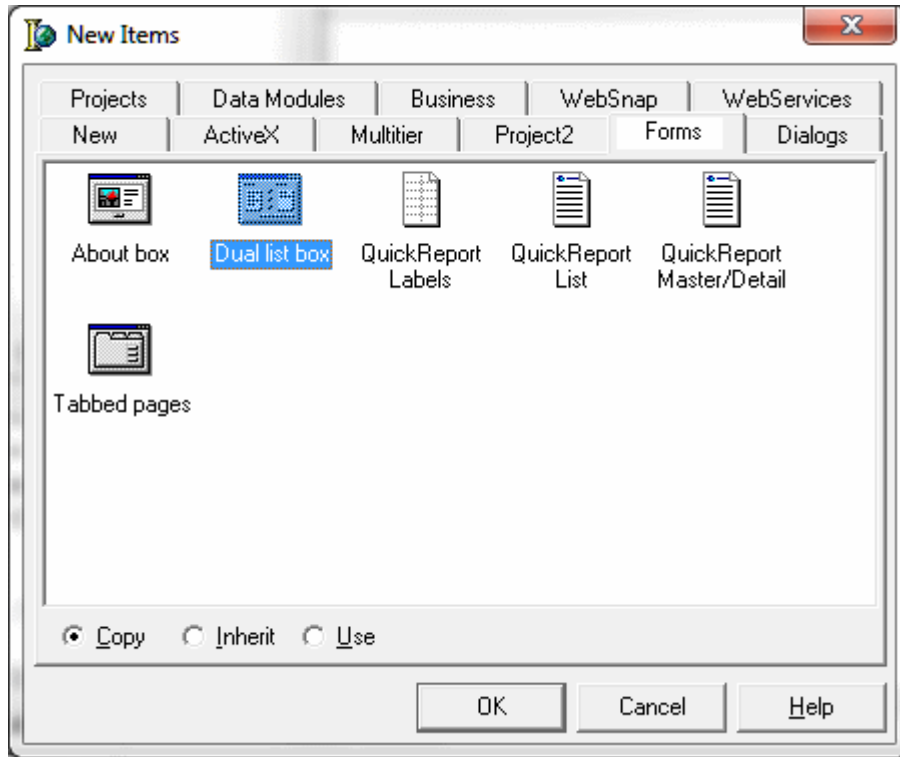 New Items
Projects Data Modules Business WebSnap WebServices
New ActiveX Multitier Project2 Forms Dialogs
About box Dual list box QuickReport Labels QuickReport List QuickReport Master/Detail
Tabbed pages
Copy Inherit Use
OK Cancel Help